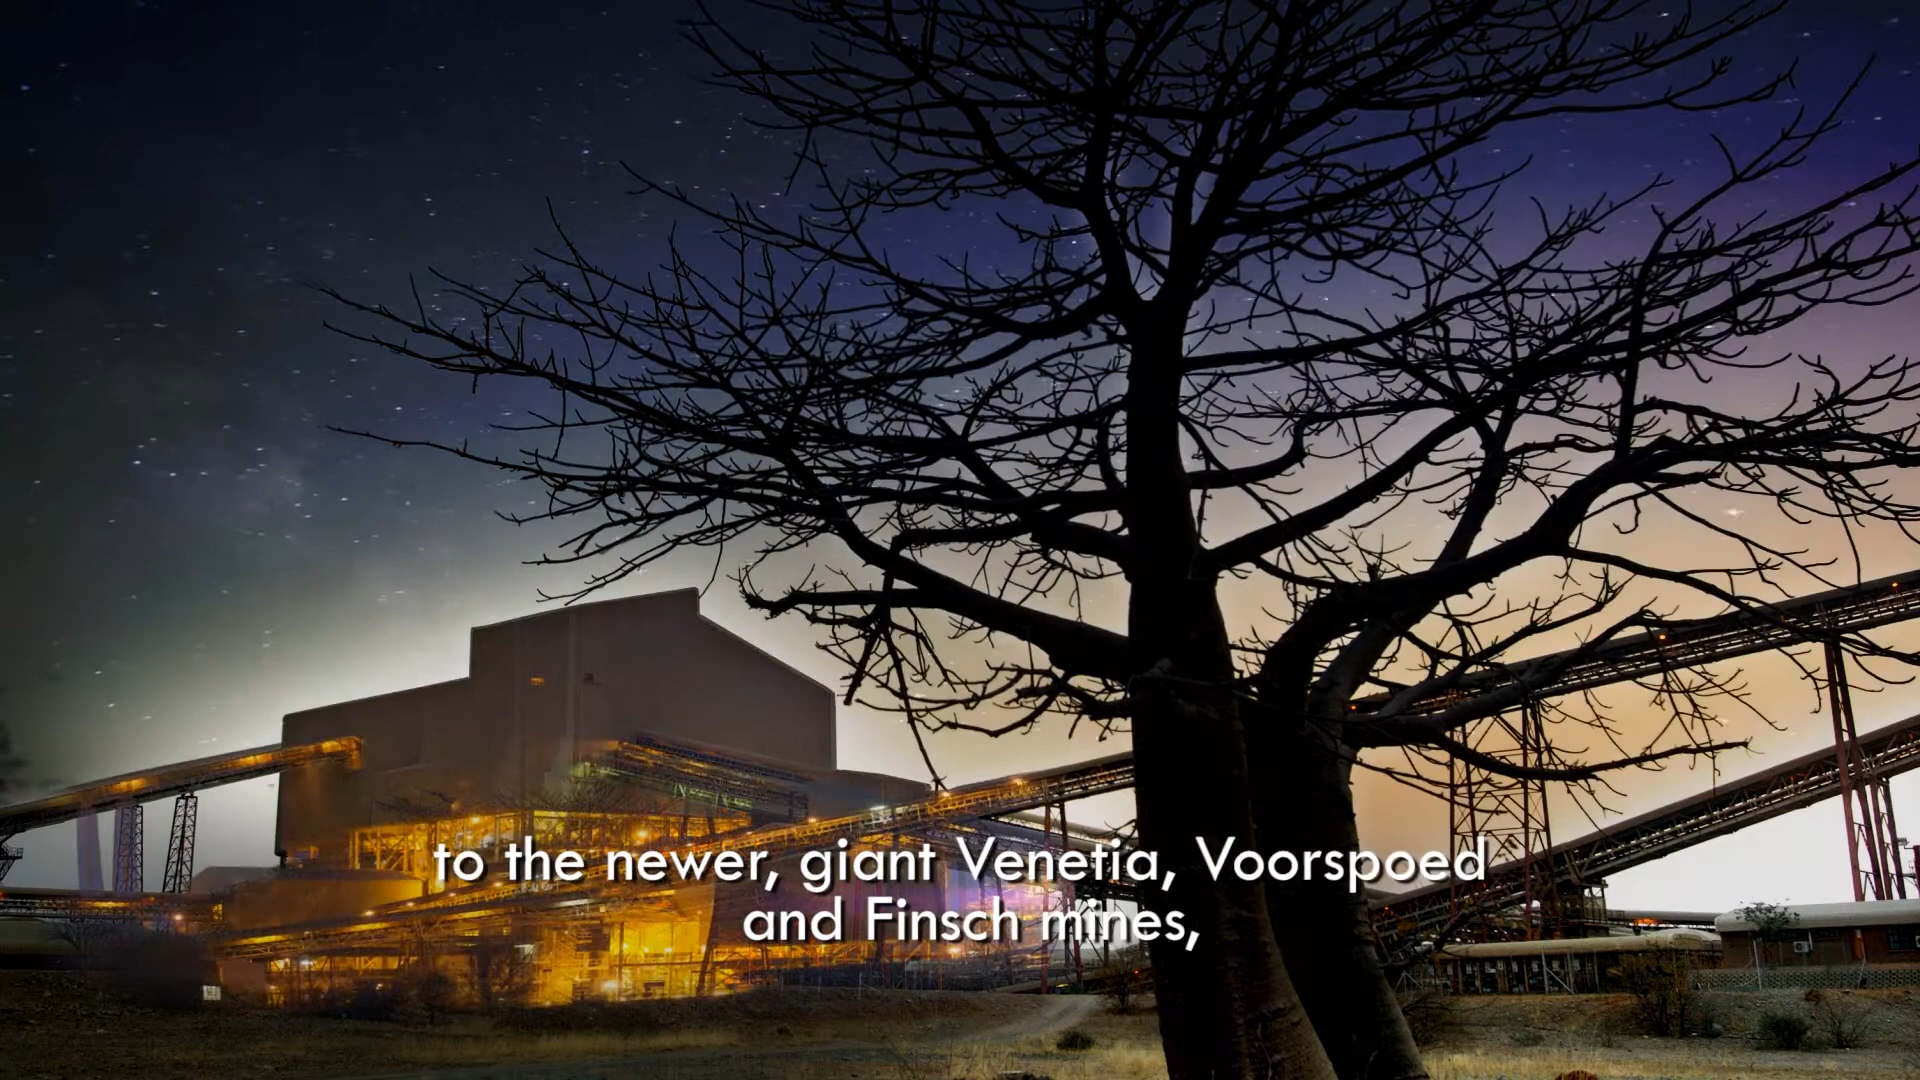 to the newer, giant Venetia, Voorspoed
and Finsch mines,